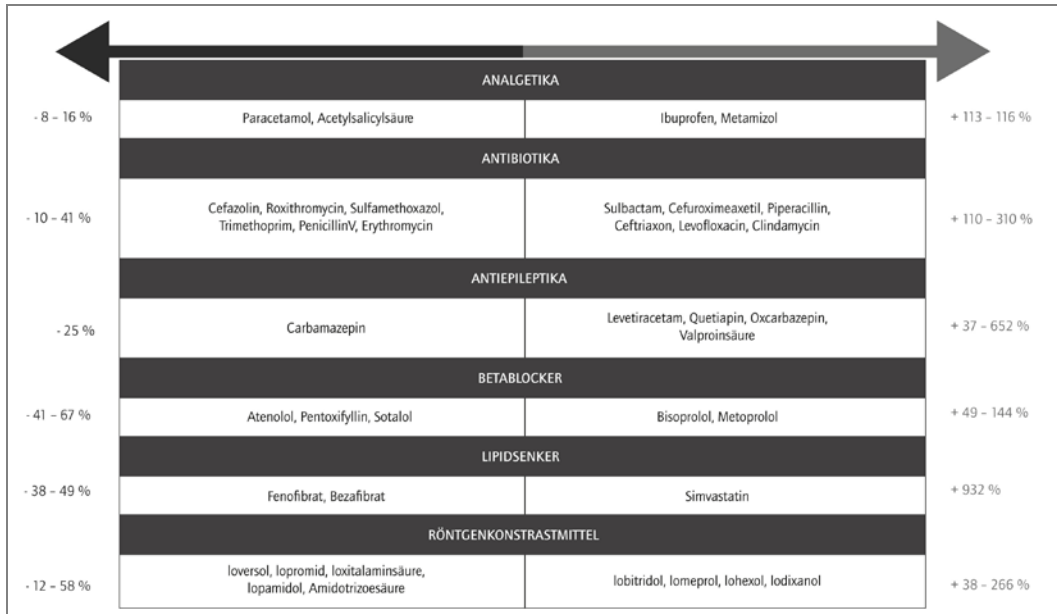 ANALGETIKA
- 8 – 16 % Paracetamol, Acetylsalicylsäure Ibuprofen, Metamizol + 113 – 116 %
ANTIBIOTIKA
Cefazolin, Roxithromycin, Sulfamethoxazol, Sulbactam, Cefuroximeaxetil, Piperacillin,
- 10 – 41 % Trimethoprim, PenicillinV, Erythromycin Ceftriaxon, Levofloxacin, Clindamycin + 110 – 310 %
ANTIEPILEPTIKA
- 25 % Carbamazepin Levetiracetam, Quetiapin, Oxcarbazepin, + 37 – 652 %
Valproinsäure
BETABLOCKER
- 41 – 67 % Atenolol, Pentoxifyllin, Sotalol Bisoprolol, Metoprolol + 49 – 144 %
LIPIDSENKER
- 38 – 49 % Fenofibrat, Bezafibrat Simvastatin + 932 %
RÖNTGENKONSTRASTMITTEL
Ioversol, Iopromid, Ioxitalaminsäure,
- 12 – 58 % Iopamidol, Amidotrizoesäure Iobitridol, Iomeprol, Iohexol, Iodixanol + 38 – 266 %